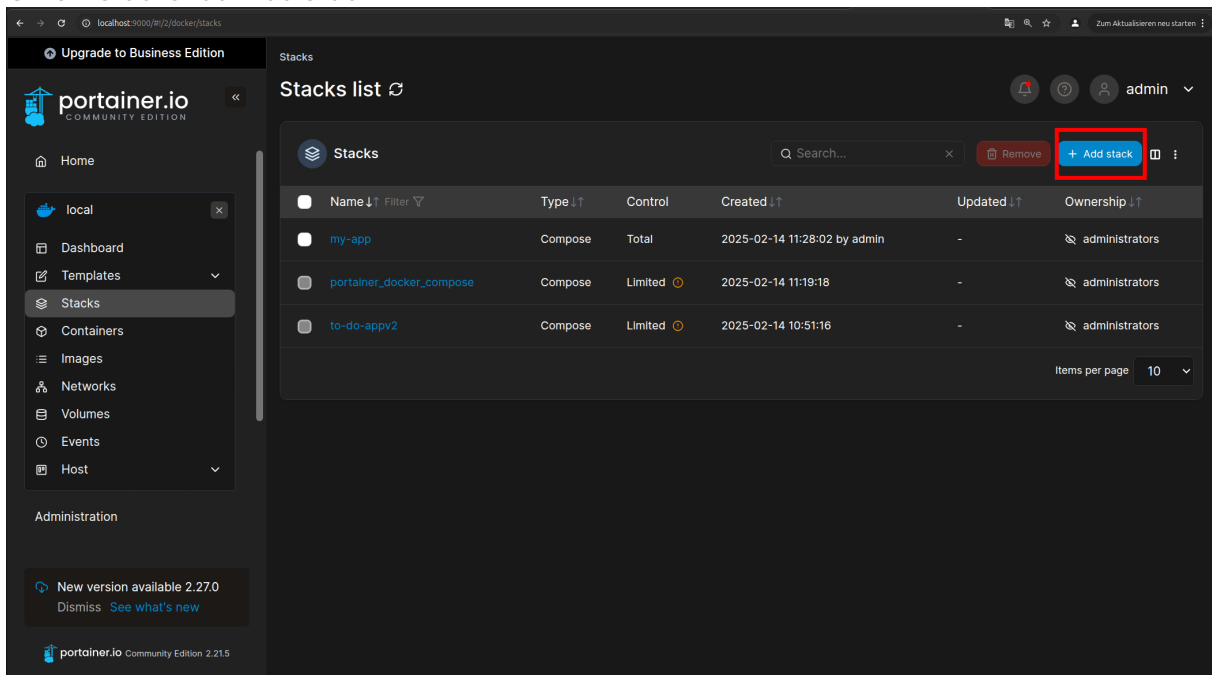 localhost:9000/#!/2/docker/stacks
Zum Aktualisieren neu starten
Upgrade to Business Edition
Stacks
portainer.io
COMMUNITY EDITION
Stacks list
admin
Home
Stacks
Search...
Remove
+ Add stack
local
Name Filter Type Control Created Updated Ownership
Dashboard
my-app Compose Total 2025-02-14 11:28:02 by admin - administrators
Templates
portainer_docker_compose Compose Limited 2025-02-14 11:19:18 - administrators
Stacks
Containers
to-do-appv2 Compose Limited 2025-02-14 10:51:16 - administrators
Images
Items per page 10
Networks
Volumes
Events
Host
Administration
New version available 2.27.0
Dismiss See what's new
portainer.io Community Edition 2.21.5